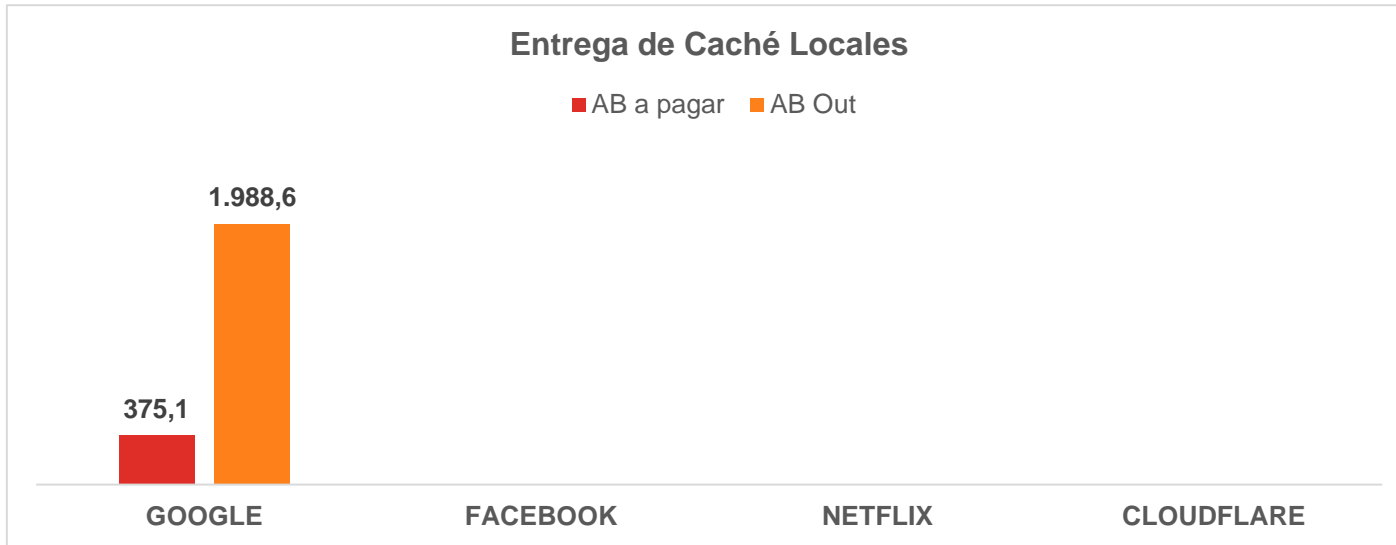 Entrega de Caché Locales
AB a pagar AB Out
1.988,6
375,1
GOOGLE FACEBOOK NETFLIX CLOUDFLARE